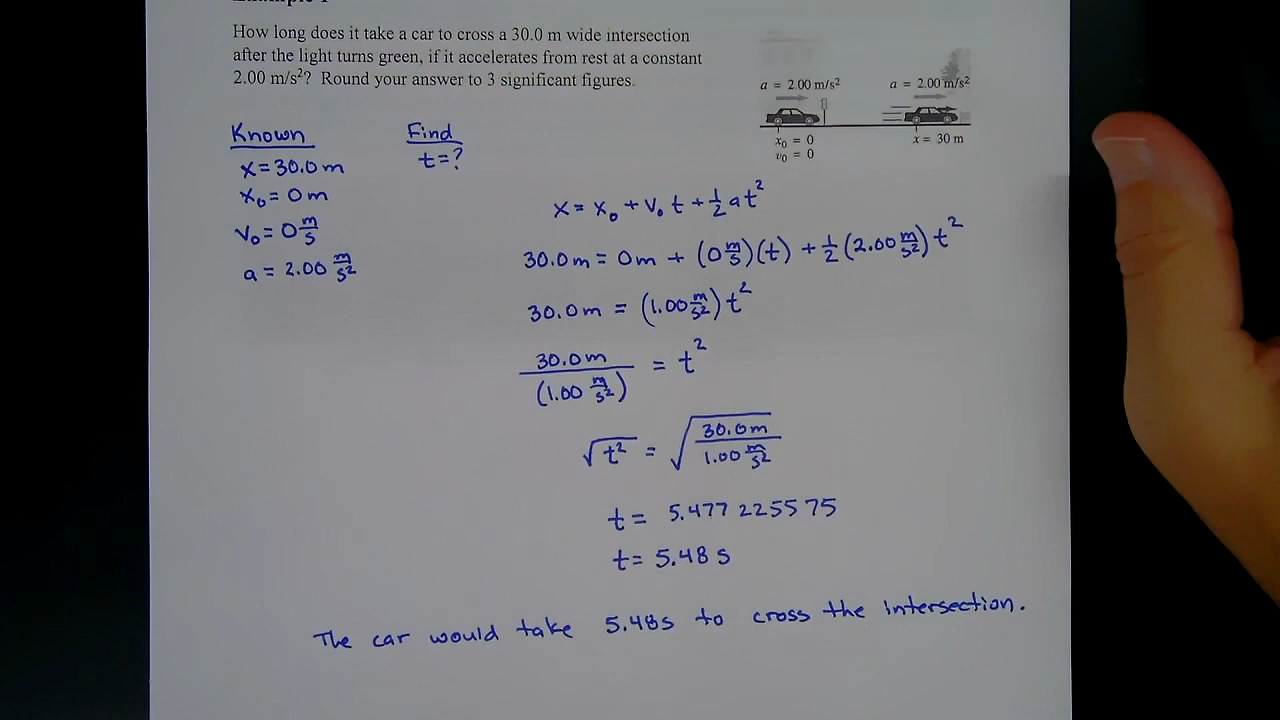 How long does it take a car to cross a 30.0 m wide intersection
after the light turns green, if it accelerates from rest at a constant
2.00 m/s²? Round your answer to 3 significant figures.
a = 2.00 m/s²
a = 2.00 m/s²
x₀ = 0
v₀ = 0
x = 30 m
Known
x = 30.0 m
x₀ = 0 m
v₀ = 0 m/s
a = 2.00 m/s²
Find
t = ?
x = x₀ + v₀ t + 1/2 a t²
30.0 m = 0 m + (0 m/s)(t) + 1/2 (2.00 m/s²) t²
30.0 m = (1.00 m/s²) t²
30.0 m / (1.00 m/s²) = t²
√t² = √(30.0 m / 1.00 m/s²)
t = 5.477 225575
t = 5.48 s
The car would take 5.48s to cross the intersection.